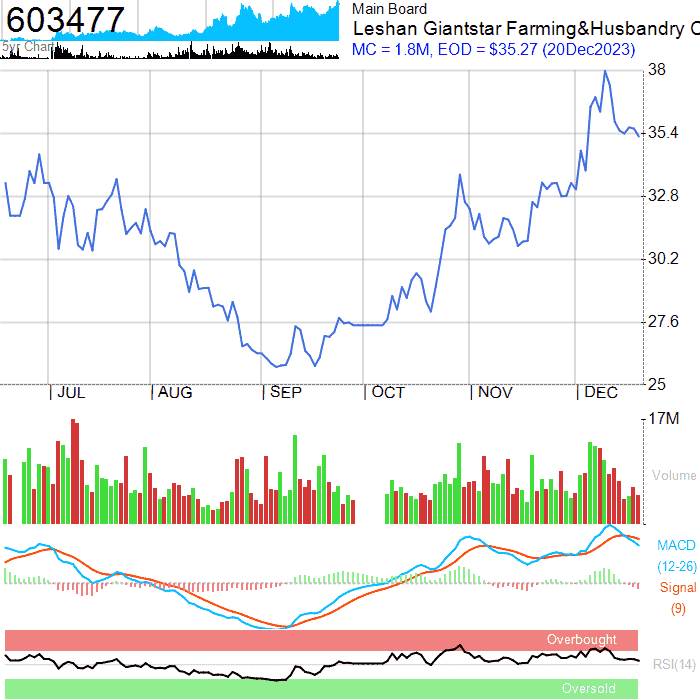 603477
5yr Chart
Main Board
Leshan Giantstar Farming&Husbandry C
MC = 1.8M, EOD = $35.27 (20Dec2023)
38
35.4
32.8
30.2
27.6
25
JUL AUG SEP OCT NOV DEC
17M
Volume
MACD
(12-26)
Signal
(9)
Overbought
RSI(14)
Oversold